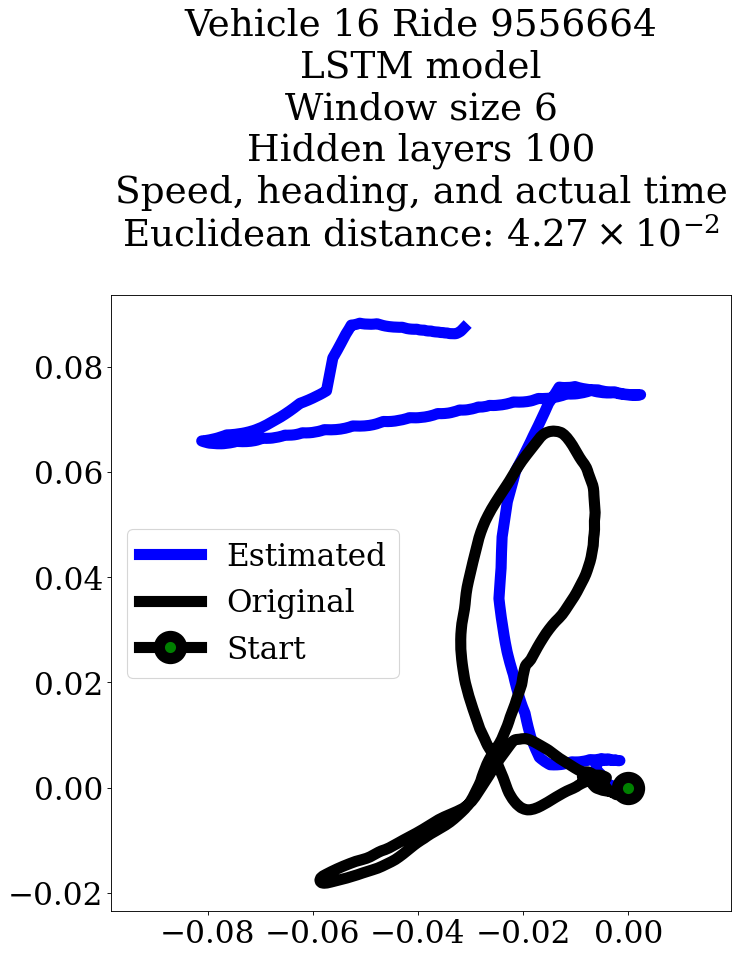 Vehicle 16 Ride 9556664
LSTM model
Window size 6
Hidden layers 100
Speed, heading, and actual time
Euclidean distance: 4.27 × 10⁻²
0.08
0.06
0.04
0.02
0.00
−0.02
Estimated
Original
Start
−0.08 −0.06 −0.04 −0.02 0.00